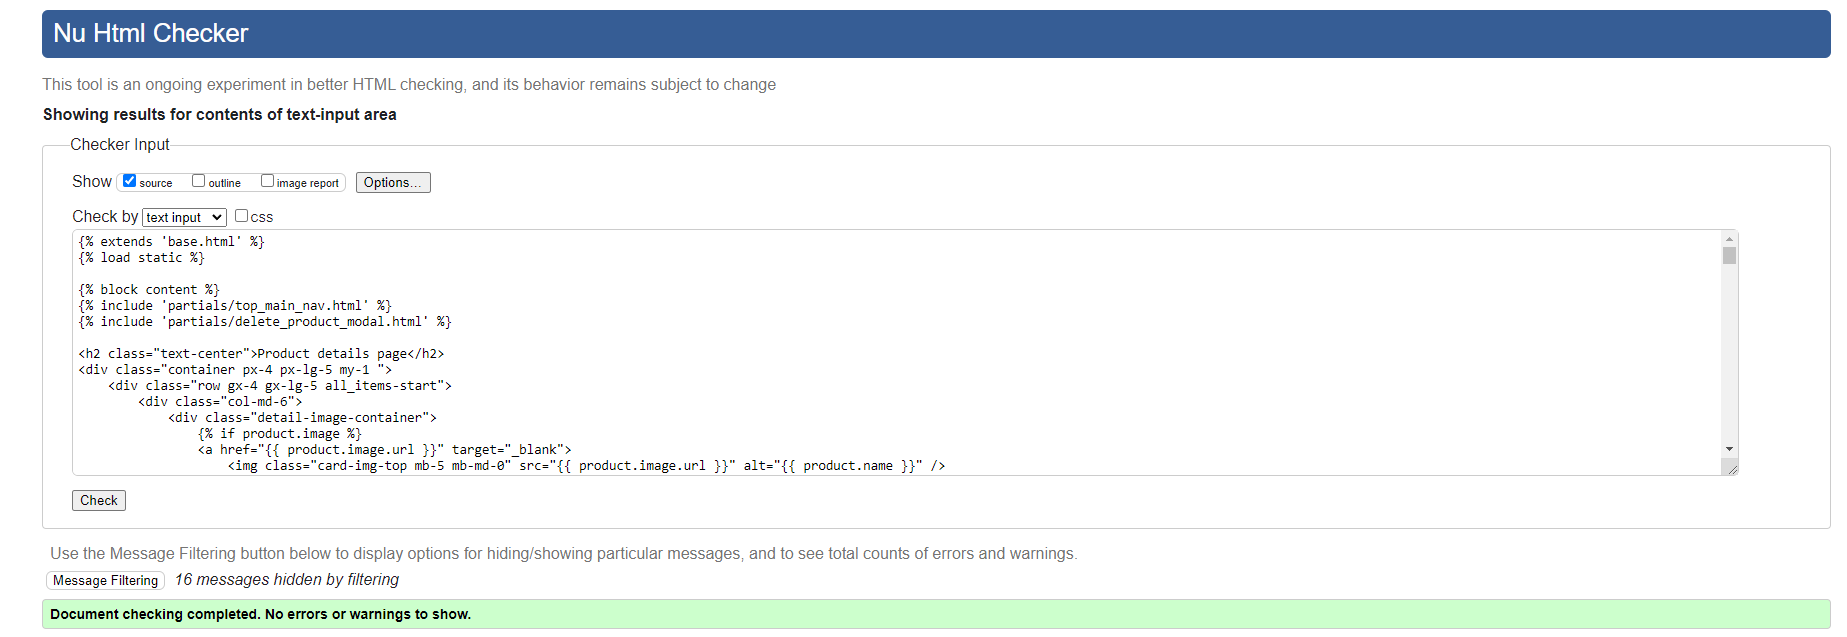 Nu Html Checker
This tool is an ongoing experiment in better HTML checking, and its behavior remains subject to change
Showing results for contents of text-input area
Checker Input
Show source outline image report Options...
Check by text input css
{% extends 'base.html' %}
{% load static %}
{% block content %}
{% include 'partials/top_main_nav.html' %}
{% include 'partials/delete_product_modal.html' %}
<h2 class="text-center">Product details page</h2>
<div class="container px-4 px-lg-5 my-1 ">
<div class="row gx-4 gx-lg-5 all_items-start">
<div class="col-md-6">
<div class="detail-image-container">
{% if product.image %}
<a href="{{ product.image.url }}" target="_blank">
<img class="card-img-top mb-5 mb-md-0" src="{{ product.image.url }}" alt="{{ product.name }}" />
Check
Use the Message Filtering button below to display options for hiding/showing particular messages, and to see total counts of errors and warnings.
Message Filtering 16 messages hidden by filtering
Document checking completed. No errors or warnings to show.